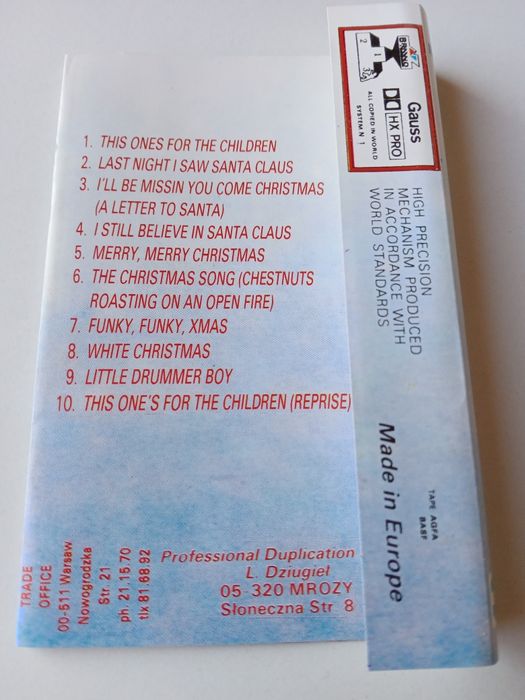 1. THIS ONES FOR THE CHILDREN
2. LAST NIGHT I SAW SANTA CLAUS
3. I'LL BE MISSIN YOU COME CHRISTMAS
(A LETTER TO SANTA)
4. I STILL BELIEVE IN SANTA CLAUS
5. MERRY, MERRY CHRISTMAS
6. THE CHRISTMAS SONG (CHESTNUTS
ROASTING ON AN OPEN FIRE)
7. FUNKY, FUNKY, XMAS
8. WHITE CHRISTMAS
9. LITTLE DRUMMER BOY
10. THIS ONE'S FOR THE CHILDREN (REPRISE)
TRADE
OFFICE
00-511 Warsaw
Nowogrodzka
Str. 21
ph. 21.15.70
tlx 81 68 92
Professional Duplication
L. Dziugieł
05-320 MROZY
Słoneczna Str 8
BRAND
2
Gauss
HX PRO
ALL COPIED IN WORLD
SYSTEM N 1
HIGH PRECISION
MECHANISM PRODUCED
IN ACCORDANCE WITH
WORLD STANDARDS
Made in Europe
TAPE AGFA
BASF